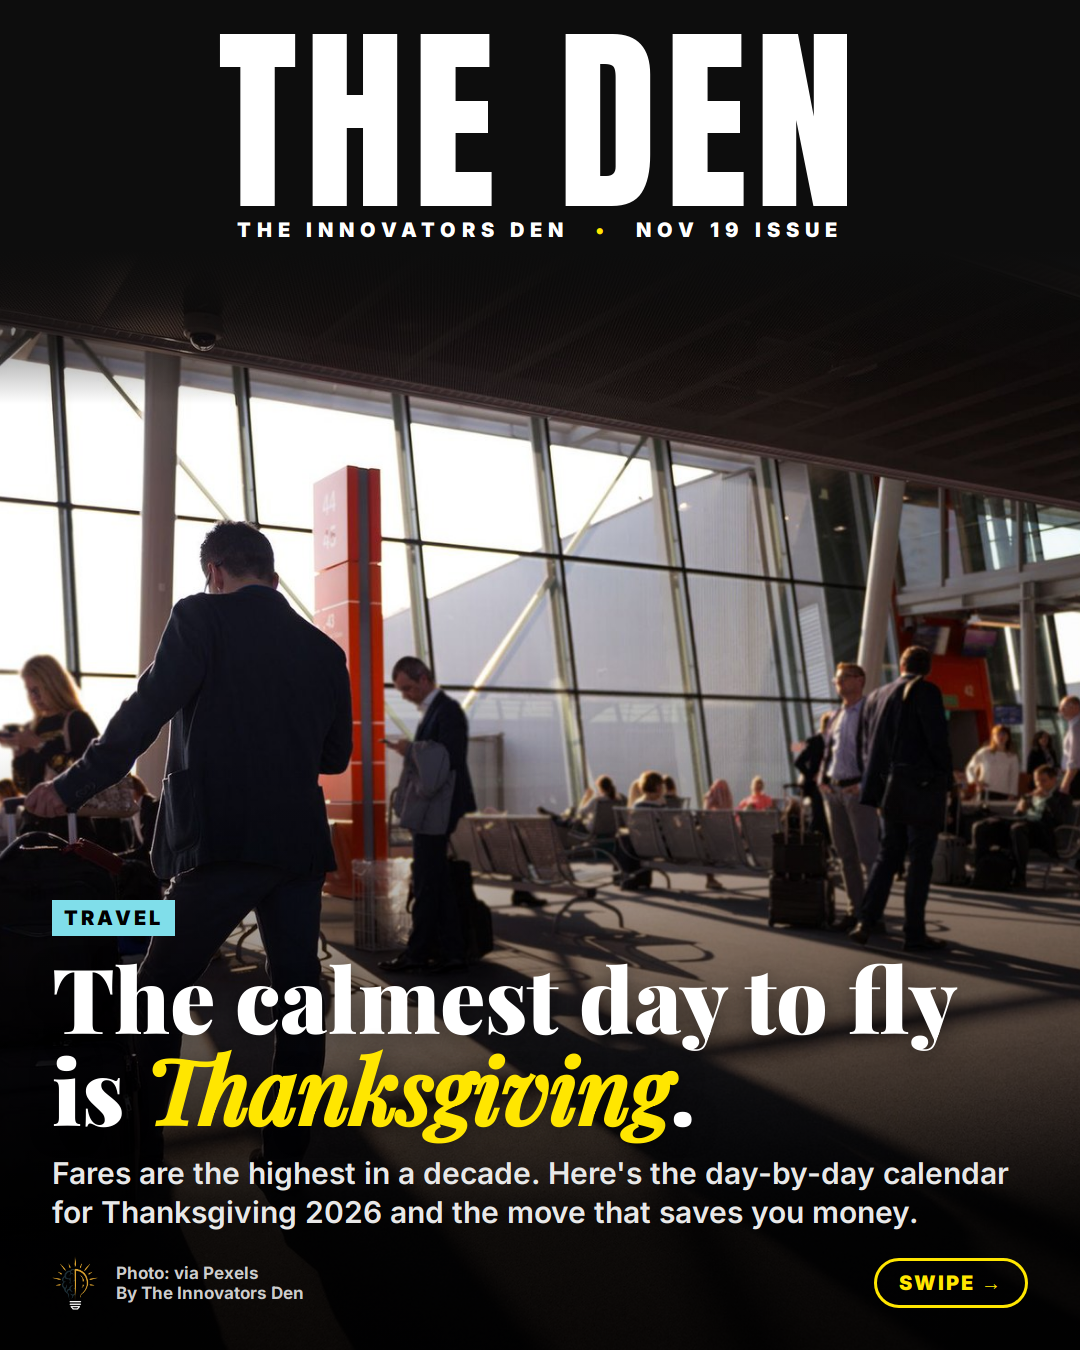 THE DEN
THE INNOVATORS DEN • NOV 19 ISSUE
44
43
TRAVEL
The calmest day to fly
is Thanksgiving.
Fares are the highest in a decade. Here's the day-by-day calendar
for Thanksgiving 2026 and the move that saves you money.
Photo: via Pexels
By The Innovators Den
SWIPE →